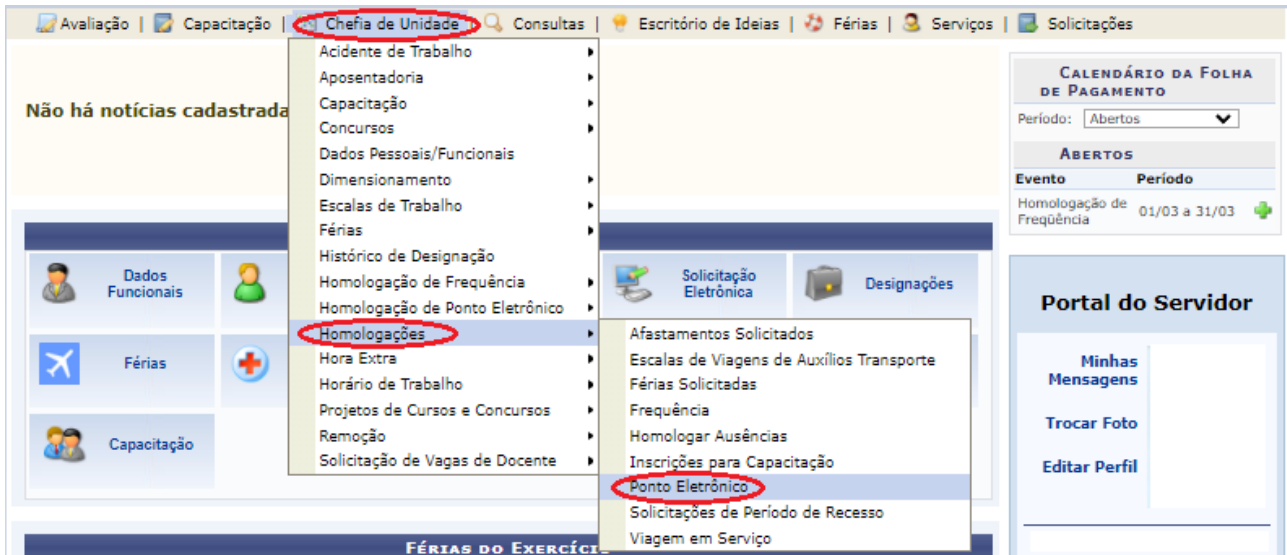 Avaliação | Capacitação | Chefia de Unidade | Consultas | Escritório de Ideias | Férias | Serviços | Solicitações
Não há notícias cadastrada
Acidente de Trabalho
Aposentadoria
Capacitação
Concursos
Dados Pessoais/Funcionais
Dimensionamento
Escalas de Trabalho
Férias
Histórico de Designação
Homologação de Frequência
Homologação de Ponto Eletrônico
Homologações
Hora Extra
Horário de Trabalho
Projetos de Cursos e Concursos
Remoção
Solicitação de Vagas de Docente
Afastamentos Solicitados
Escalas de Viagens de Auxílios Transporte
Férias Solicitadas
Frequência
Homologar Ausências
Inscrições para Capacitação
Ponto Eletrônico
Solicitações de Período de Recesso
Viagem em Serviço
Dados
Funcionais
Solicitação
Eletrônica
Designações
Férias
Capacitação
FÉRIAS DO EXERCÍCI
CALENDÁRIO DA FOLHA
DE PAGAMENTO
Período: Abertos
ABERTOS
Evento Período
Homologação de
Freqüência
01/03 a 31/03
Portal do Servidor
Minhas
Mensagens
Trocar Foto
Editar Perfil